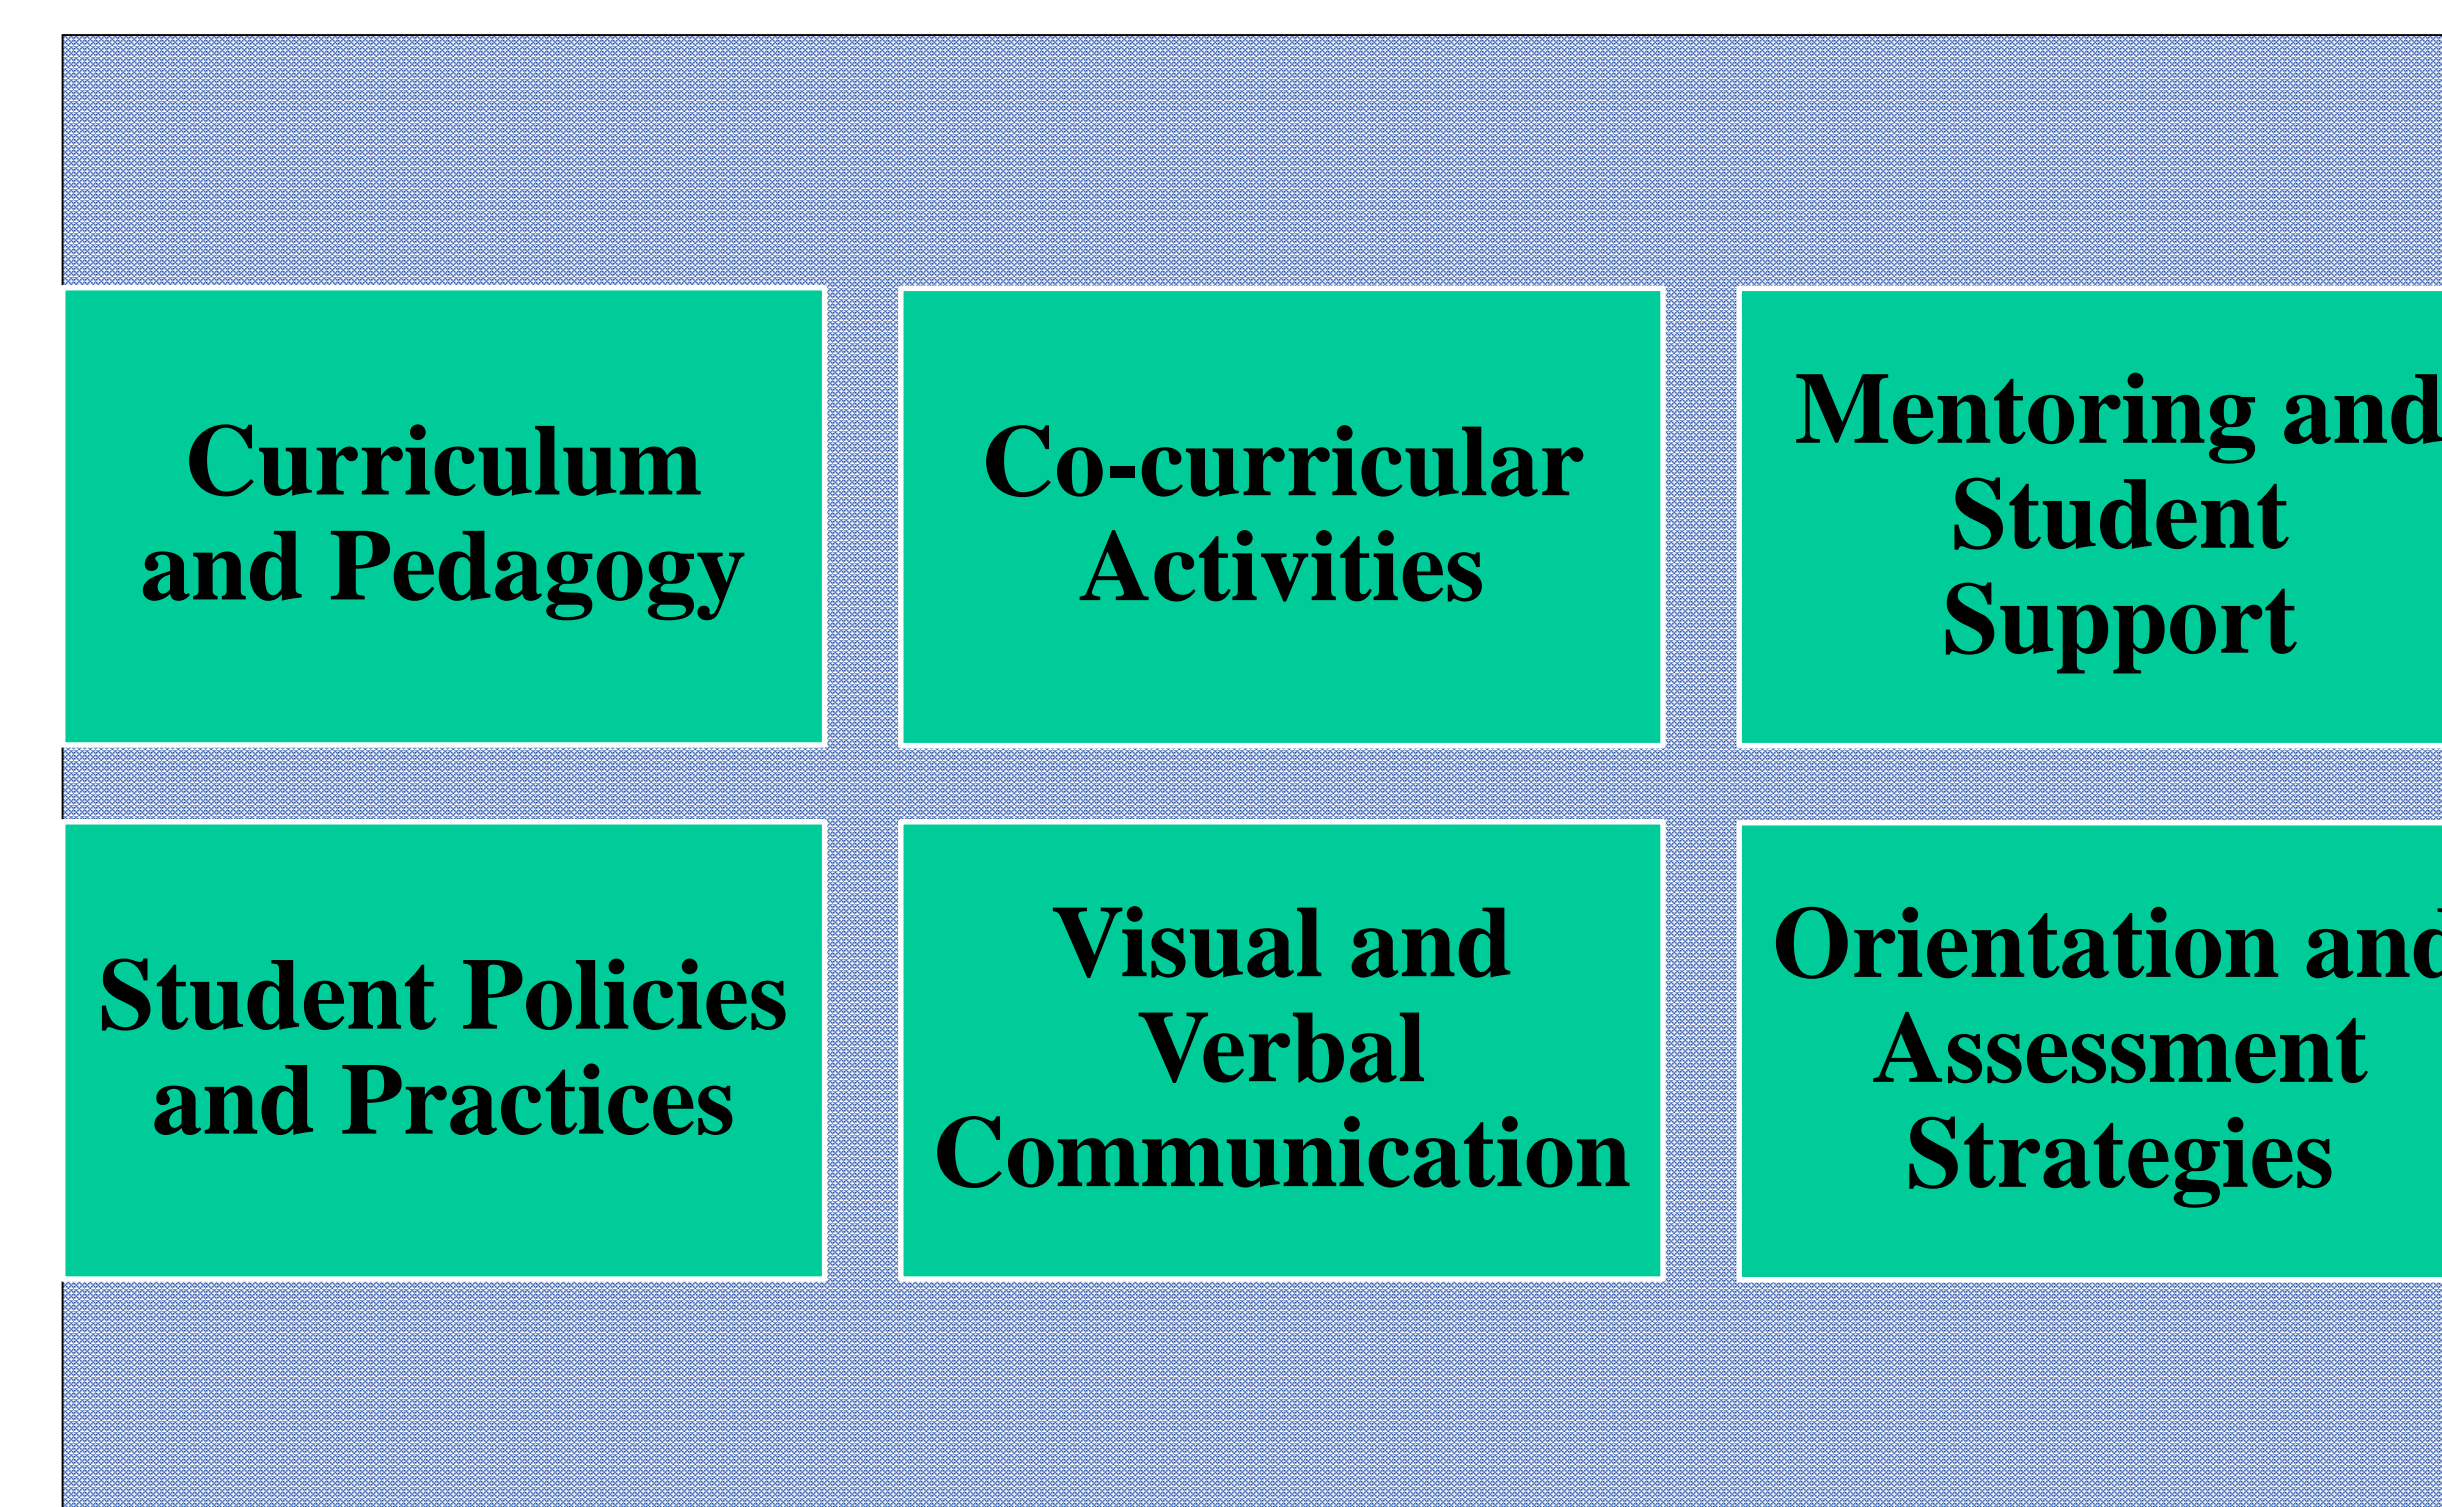 Curriculum
and Pedagogy
Co-curricular
Activities
Mentoring and
Student
Support
Student Policies
and Practices
Visual and
Verbal
Communication
Orientation and
Assessment
Strategies